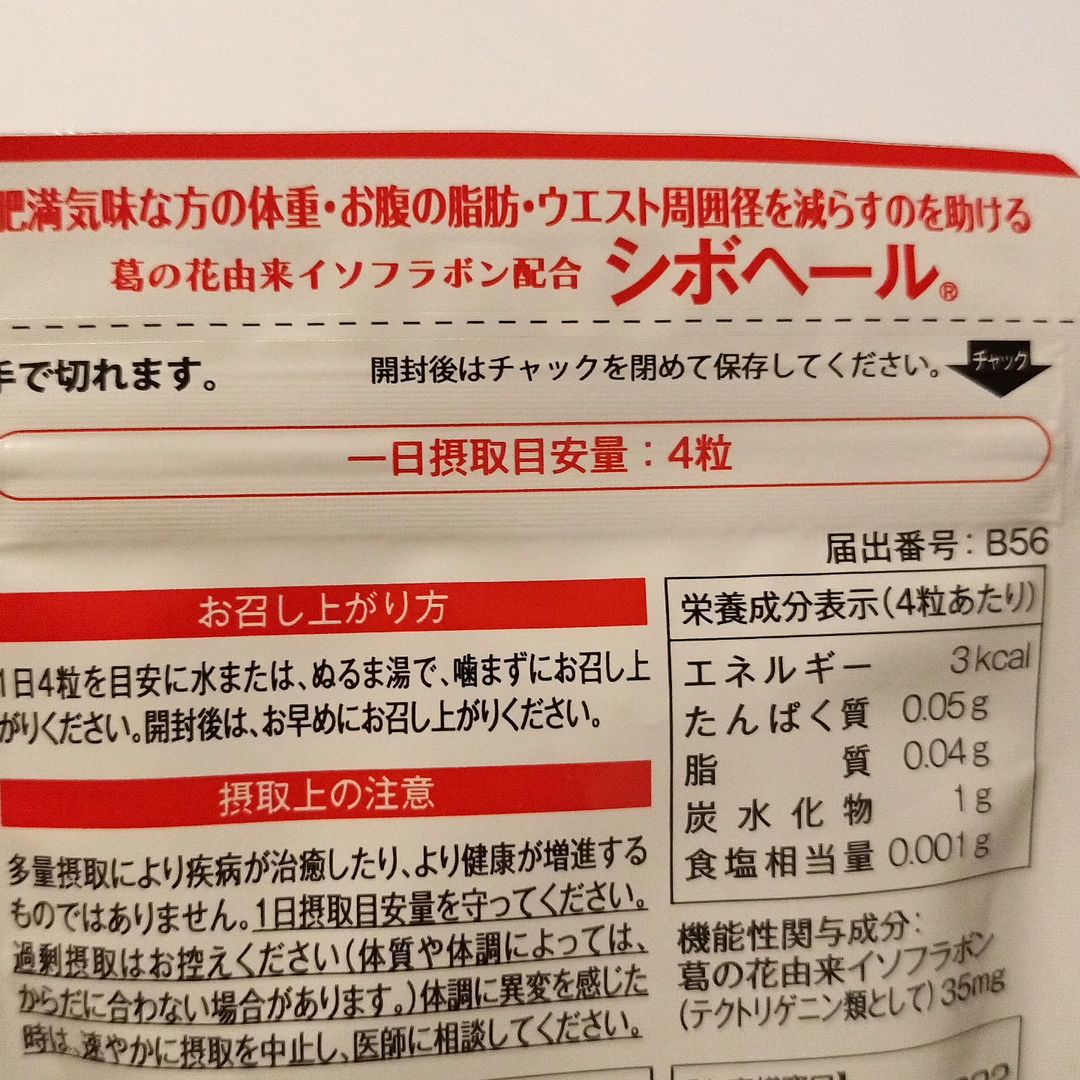 肥満気味な方の体重・お腹の脂肪・ウエスト周囲径を減らすのを助ける
葛の花由来イソフラボン配合 シボヘール®
手で切れます。 開封後はチャックを閉めて保存してください。 チャック
一日摂取目安量：4粒
届出番号：B56
お召し上がり方
1日4粒を目安に水または、ぬるま湯で、噛まずにお召し上
がりください。開封後は、お早めにお召し上がりください。
摂取上の注意
多量摂取により疾病が治癒したり、より健康が増進する
ものではありません。1日摂取目安量を守ってください。
過剰摂取はお控えください（体質や体調によっては、
からだに合わない場合があります。）体調に異変を感じた
時は、速やかに摂取を中止し、医師に相談してください。
栄養成分表示（4粒あたり）
エネルギー 3kcal
たんぱく質 0.05g
脂質 0.04g
炭水化物 1g
食塩相当量 0.001g
機能性関与成分：
葛の花由来イソフラボン
（テクトリゲニン類として）35mg